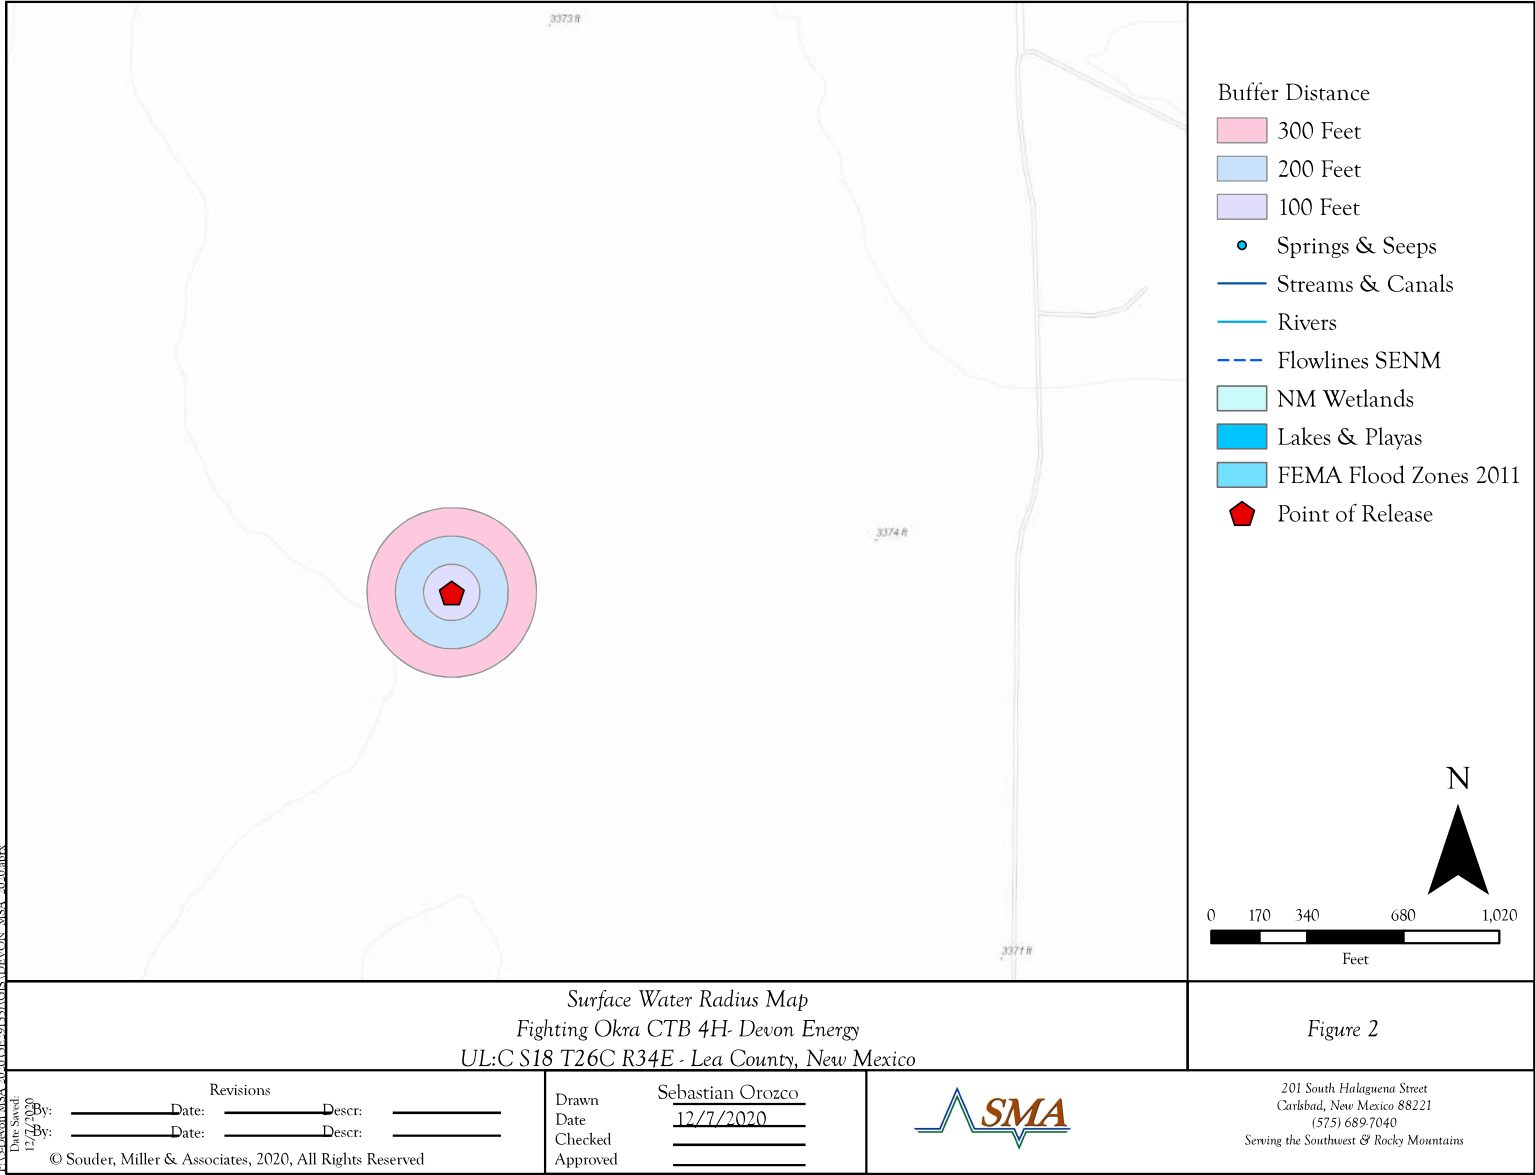 3373 ft
3374 ft
3371 ft
Buffer Distance
300 Feet
200 Feet
100 Feet
Springs & Seeps
Streams & Canals
Rivers
Flowlines SENM
NM Wetlands
Lakes & Playas
FEMA Flood Zones 2011
Point of Release
N
0 170 340 680 1,020
Feet
Surface Water Radius Map
Fighting Okra CTB 4H- Devon Energy
UL:C S18 T26C R34E - Lea County, New Mexico
Figure 2
Date Saved:
12/7/2020
Revisions
By: Date: Descr:
By: Date: Descr:
© Souder, Miller & Associates, 2020, All Rights Reserved
Drawn Sebastian Orozco
Date 12/7/2020
Checked
Approved
SMA
201 South Halaguena Street
Carlsbad, New Mexico 88221
(575) 689-7040
Serving the Southwest & Rocky Mountains